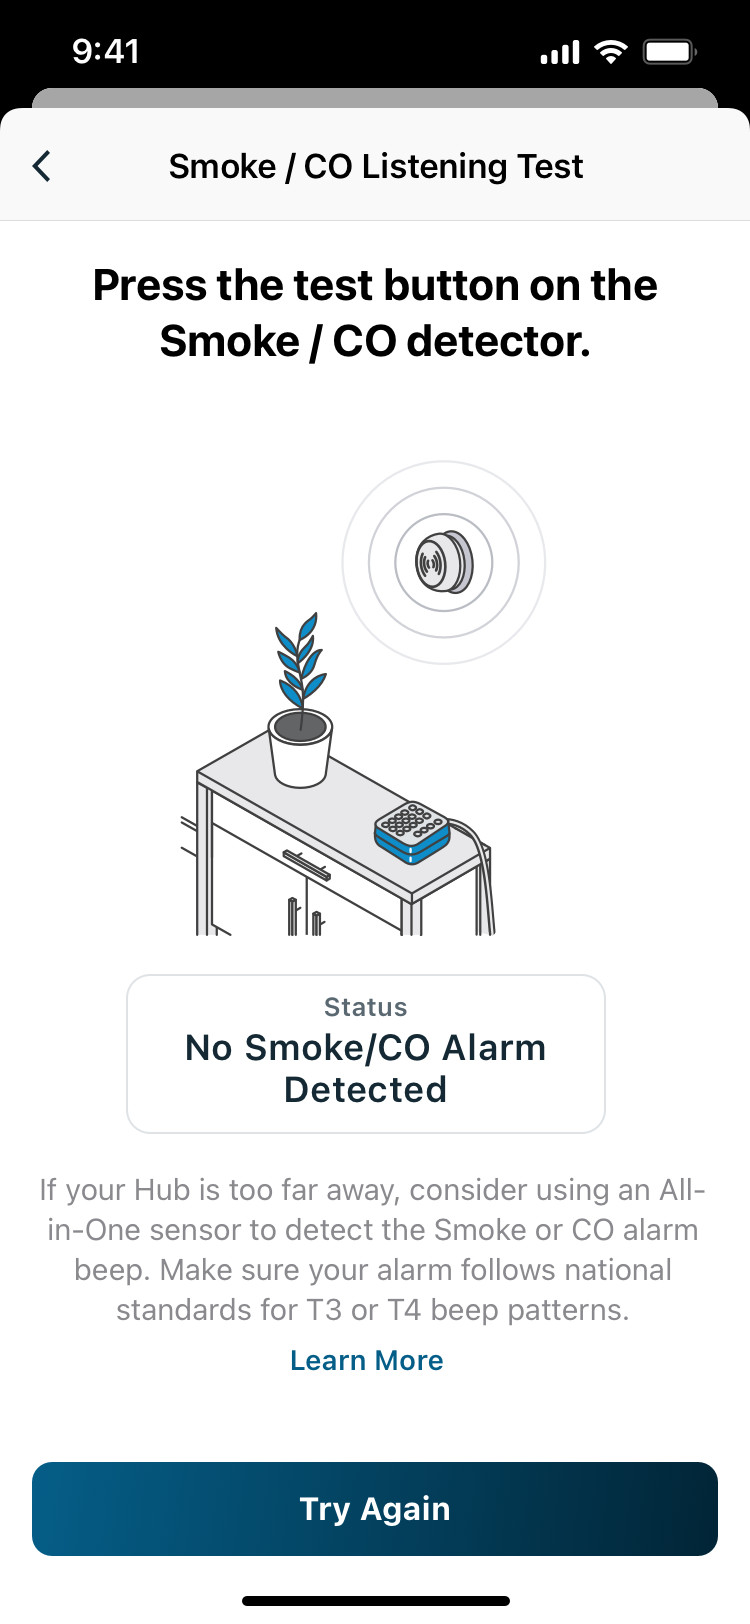 9:41
Smoke / CO Listening Test
Press the test button on the
Smoke / CO detector.
Status
No Smoke/CO Alarm
Detected
If your Hub is too far away, consider using an All-
in-One sensor to detect the Smoke or CO alarm
beep. Make sure your alarm follows national
standards for T3 or T4 beep patterns.
Learn More
Try Again